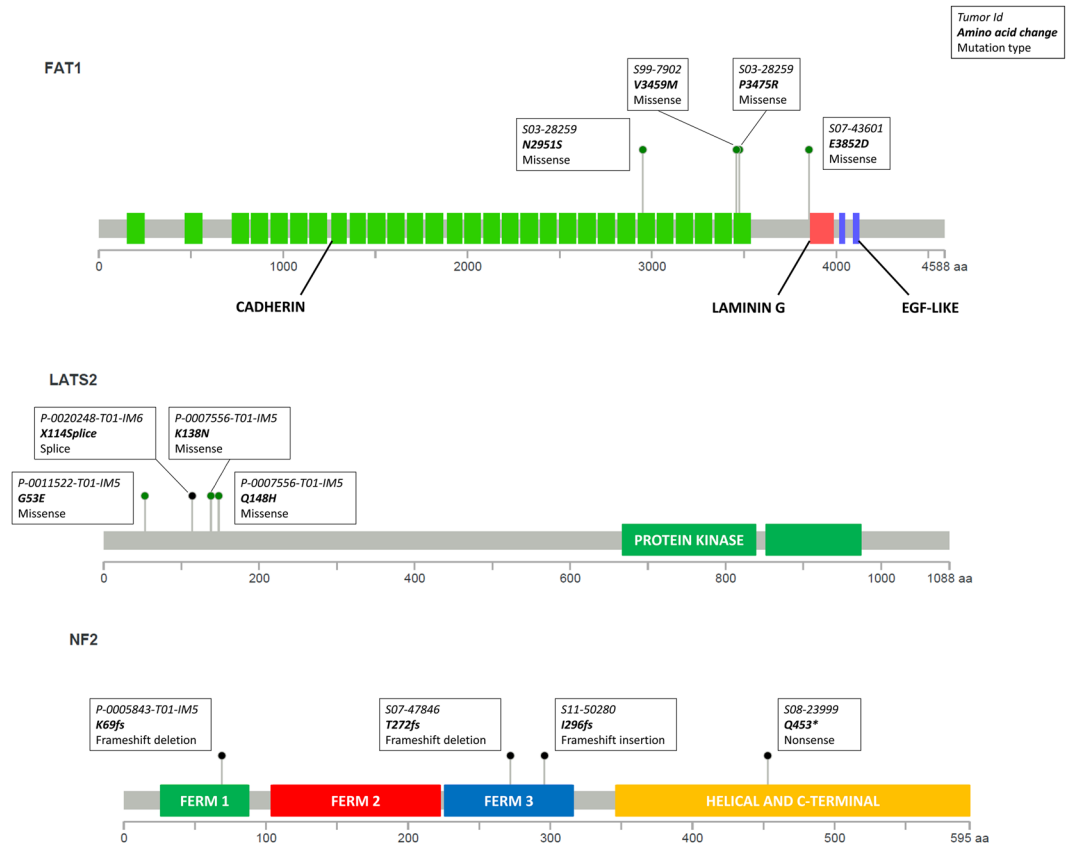 Tumor Id
Amino acid change
Mutation type
FAT1
S99-7902
V3459M
Missense
S03-28259
P3475R
Missense
S03-28259
N2951S
Missense
S07-43601
E3852D
Missense
0 1000 2000 3000 4000 4588 aa
CADHERIN LAMININ G EGF-LIKE
LATS2
P-0020248-T01-IM6
X114Splice
Splice
P-0007556-T01-IM5
K138N
Missense
P-0011522-T01-IM5
G53E
Missense
P-0007556-T01-IM5
Q148H
Missense
PROTEIN KINASE
0 200 400 600 800 1000 1088 aa
NF2
P-0005843-T01-IM5
K69fs
Frameshift deletion
S07-47846
T272fs
Frameshift deletion
S11-50280
I296fs
Frameshift insertion
S08-23999
Q453*
Nonsense
FERM 1 FERM 2 FERM 3 HELICAL AND C-TERMINAL
0 100 200 300 400 500 595 aa